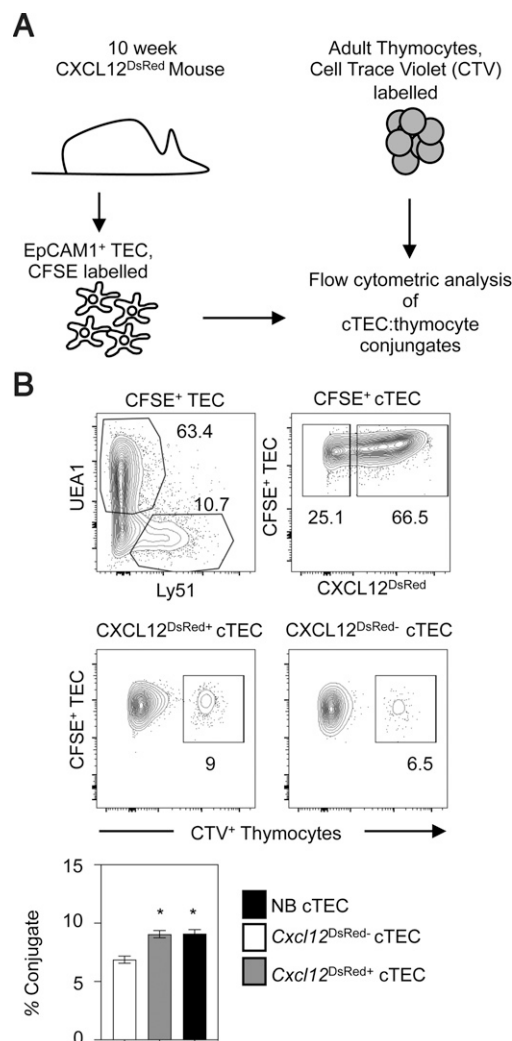 A
10 week
CXCL12DsRed Mouse
Adult Thymocytes,
Cell Trace Violet (CTV)
labelled
EpCAM1+ TEC,
CFSE labelled
Flow cytometric analysis
of
cTEC:thymocyte
conjugates
B
CFSE+ TEC
63.4
10.7
UEA1
Ly51
CFSE+ cTEC
CFSE+ TEC
25.1
66.5
CXCL12DsRed
CXCL12DsRed+ cTEC
CXCL12DsRed- cTEC
CFSE+ TEC
9
6.5
CTV+ Thymocytes
% Conjugate
15
10
5
0
* *
NB cTEC
Cxcl12DsRed- cTEC
Cxcl12DsRed+ cTEC